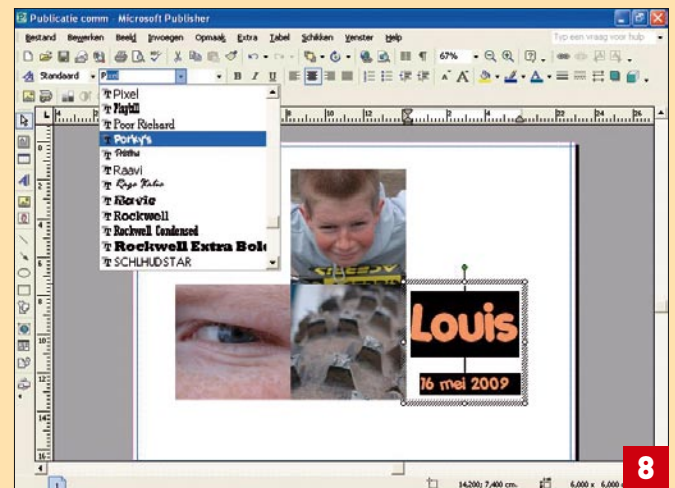 Publicatie comm - Microsoft Publisher
Bestand Bewerken Beeld Invoegen Opmaak Extra Tabel Schikken Venster Help
Typ een vraag voor hulp
67%
Standaard
B I U
Pixel
Playbill
Poor Richard
Porky's
Pristina
Raavi
Rage Italic
Ravie
Rockwell
Rockwell Condensed
Rockwell Extra Bold
SCHLHUDSTAR
Louis
16 mei 2009
14,200; 7,400 cm.
6,000 x 6,000
8